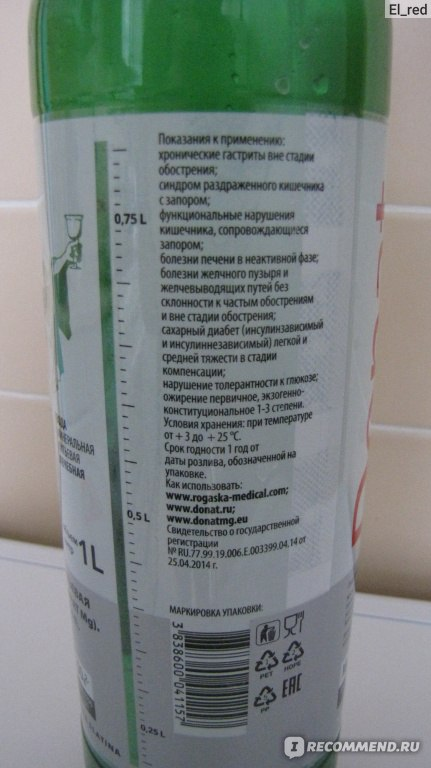 El_red
Показания к применению:
хронические гастриты вне стадии
обострения;
синдром раздраженного кишечника
с запором;
функциональные нарушения
кишечника, сопровождающиеся
запором;
болезни печени в неактивной фазе;
болезни желчного пузыря и
желчевыводящих путей без
склонности к частым обострениям
и вне стадии обострения;
сахарный диабет (инсулинзависимый
и инсулиннезависимый) легкой и
средней тяжести в стадии
компенсации;
нарушение толерантности к глюкозе;
ожирение первичное, экзогенно-
конституциональное 1-3 степени.
Условия хранения: при температуре
от + 3 до + 25 °C.
Срок годности 1 год от
даты розлива, обозначенной на
упаковке.
Как использовать:
www.rogaska-medical.com;
www.donat.ru;
www.donatmg.eu
Свидетельство о государственной
регистрации
№ RU.77.99.19.006.E.003399.04.14 от
25.04.2014 г.
МАРКИРОВКА УПАКОВКИ:
3 838600 041157
PET
HDPE
PP
EAC
0,75 L
0,5 L
0,25 L
1L
Mg).
IRECOMMEND.RU